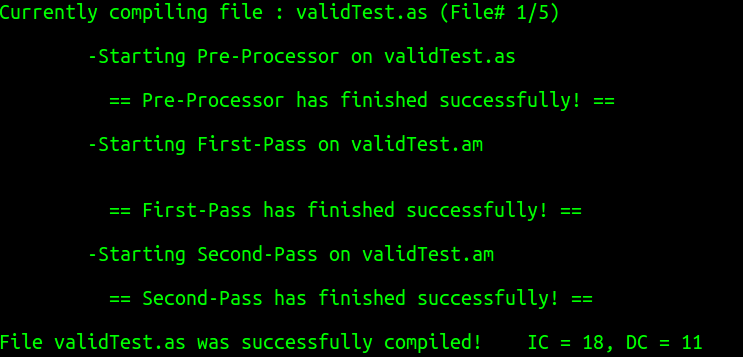 Currently compiling file : validTest.as (File# 1/5)
-Starting Pre-Processor on validTest.as
== Pre-Processor has finished successfully! ==
-Starting First-Pass on validTest.am
== First-Pass has finished successfully! ==
-Starting Second-Pass on validTest.am
== Second-Pass has finished successfully! ==
File validTest.as was successfully compiled!    IC = 18, DC = 11